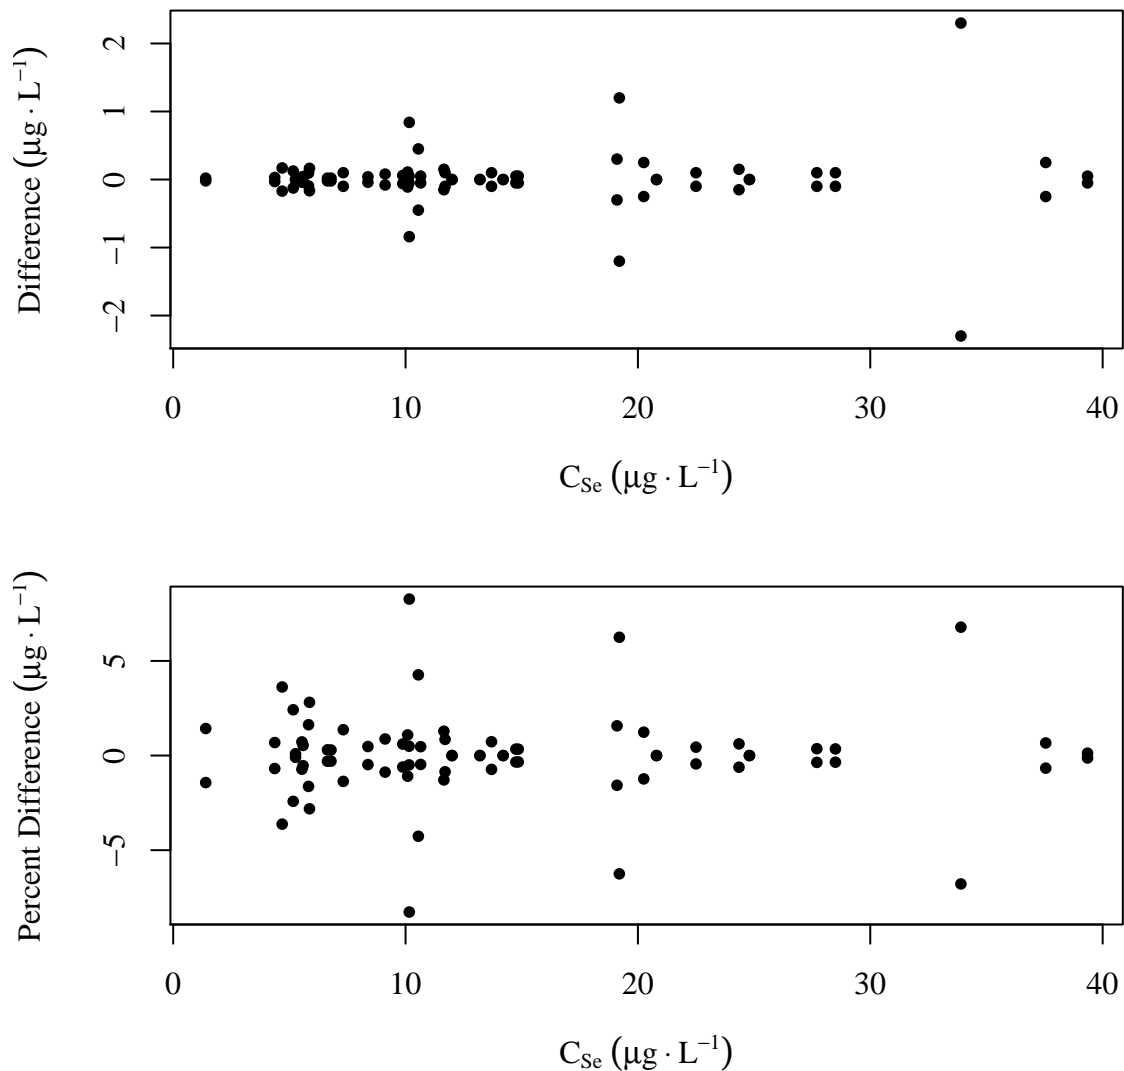 Difference (μg · L⁻¹)
2
1
0
−1
−2
0 10 20 30 40
C_Se (μg · L⁻¹)
Percent Difference (μg · L⁻¹)
5
0
−5
0 10 20 30 40
C_Se (μg · L⁻¹)